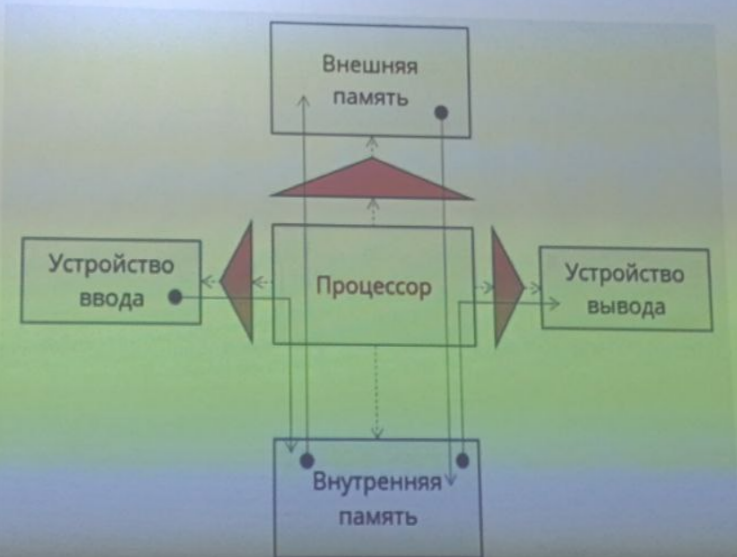 Внешняя
память
Устройство
ввода
Процессор
Устройство
вывода
Внутренняя
память